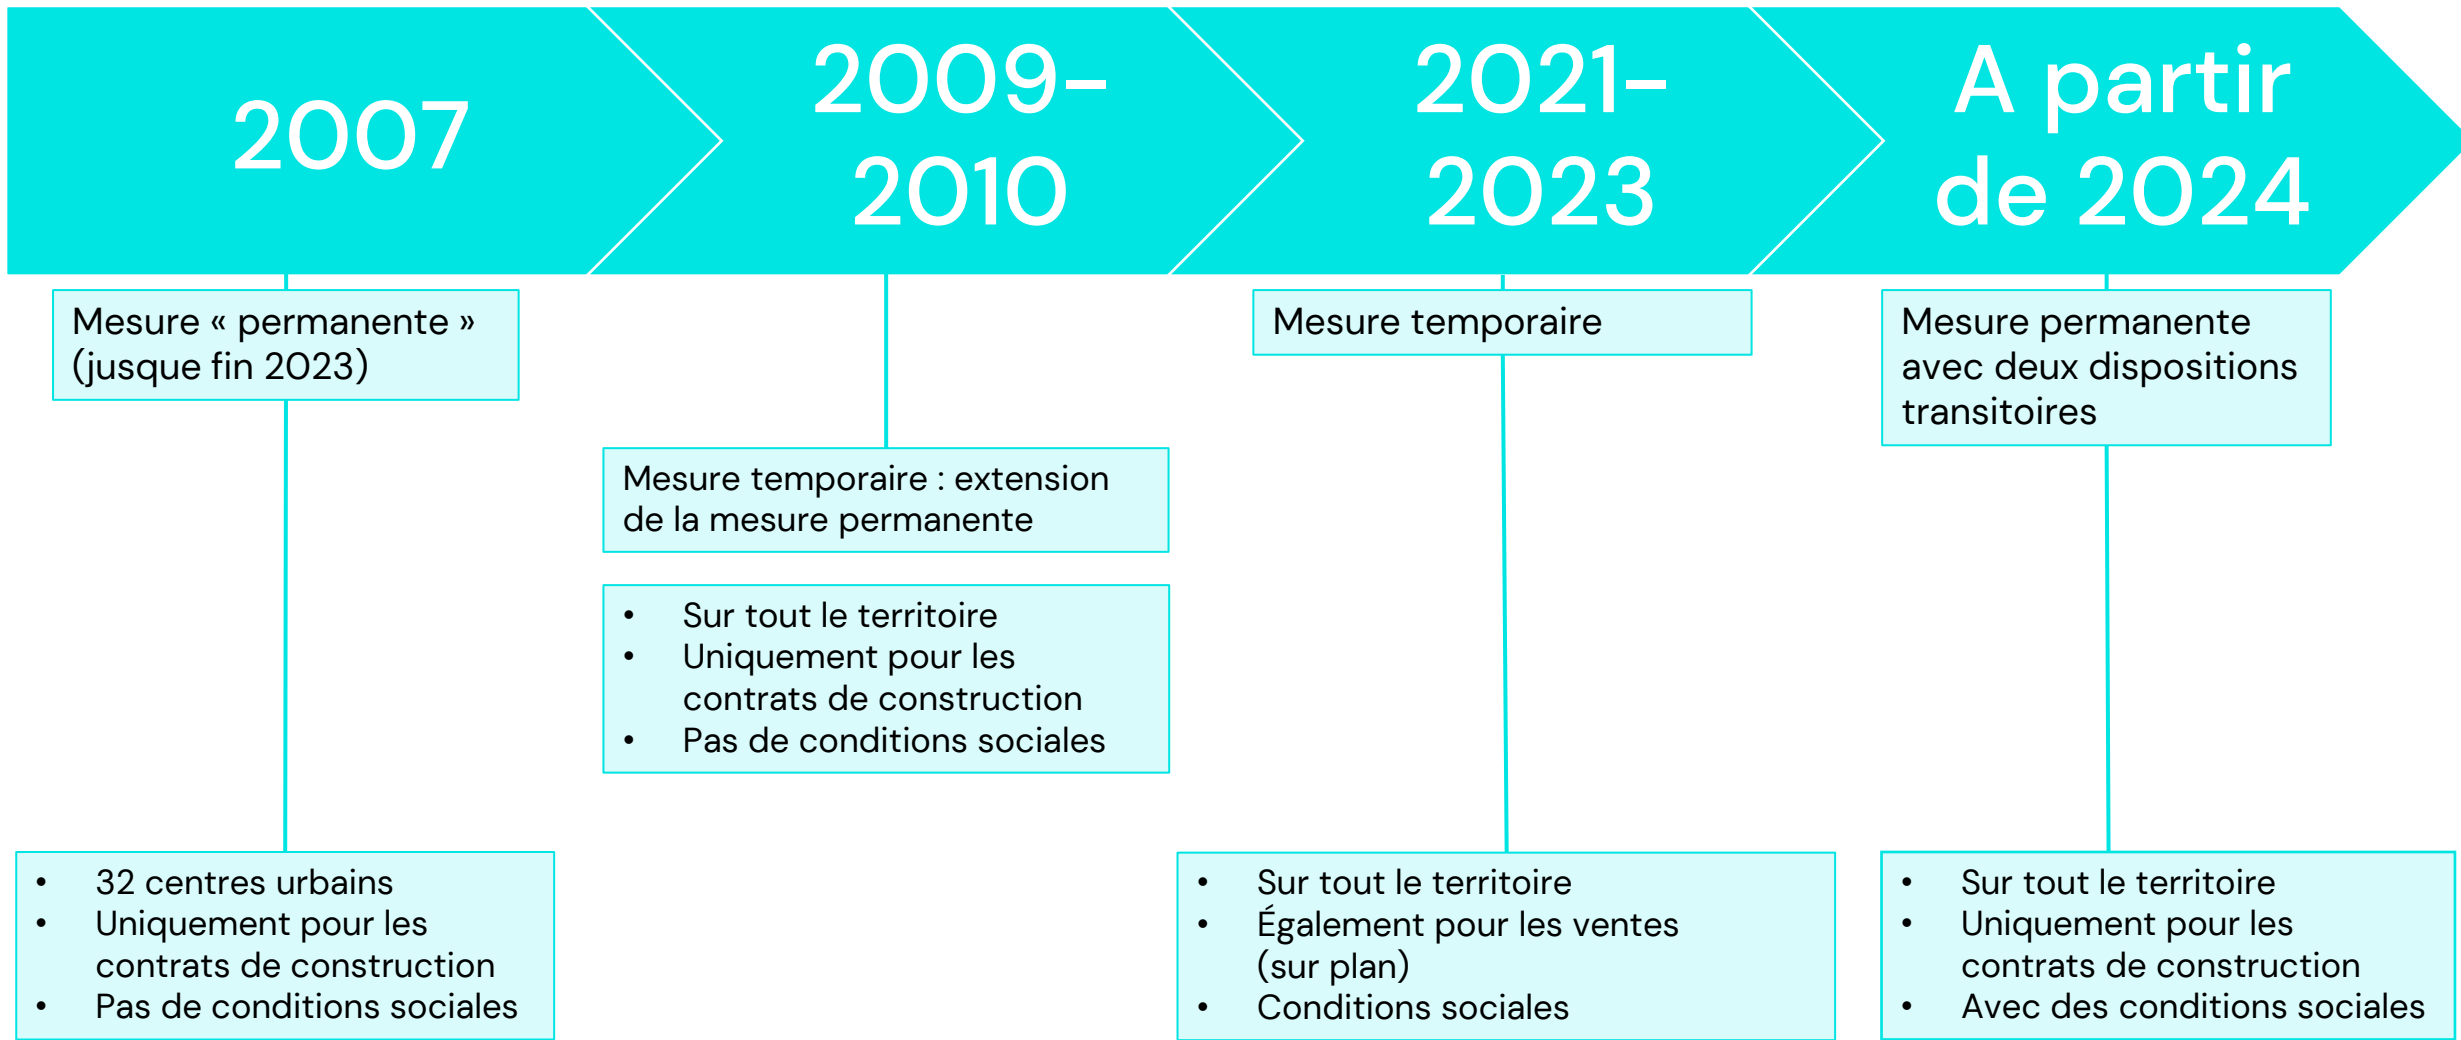 2007
2009-
2010
2021-
2023
A partir
de 2024
Mesure « permanente »
(jusque fin 2023)
• 32 centres urbains
• Uniquement pour les
contrats de construction
• Pas de conditions sociales
Mesure temporaire : extension
de la mesure permanente
• Sur tout le territoire
• Uniquement pour les
contrats de construction
• Pas de conditions sociales
Mesure temporaire
• Sur tout le territoire
• Également pour les ventes
(sur plan)
• Conditions sociales
Mesure permanente
avec deux dispositions
transitoires
• Sur tout le territoire
• Uniquement pour les
contrats de construction
• Avec des conditions sociales